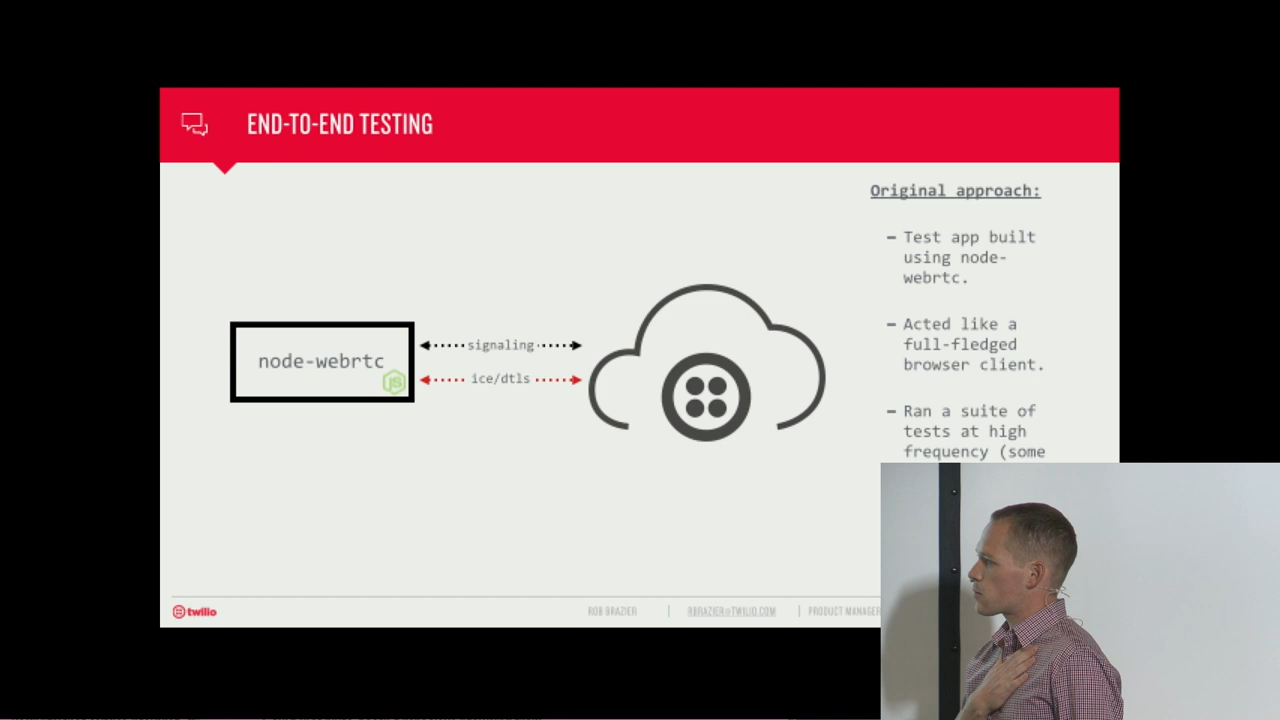 END-TO-END TESTING
Original approach:
– Test app built
using node-
webrtc.
– Acted like a
full-fledged
browser client.
– Ran a suite of
tests at high
frequency (some
node-webrtc
JS
signaling
ice/dtls
twilio
ROB BRAZIER | RBRAZIER@TWILIO.COM | PRODUCT MANAGER